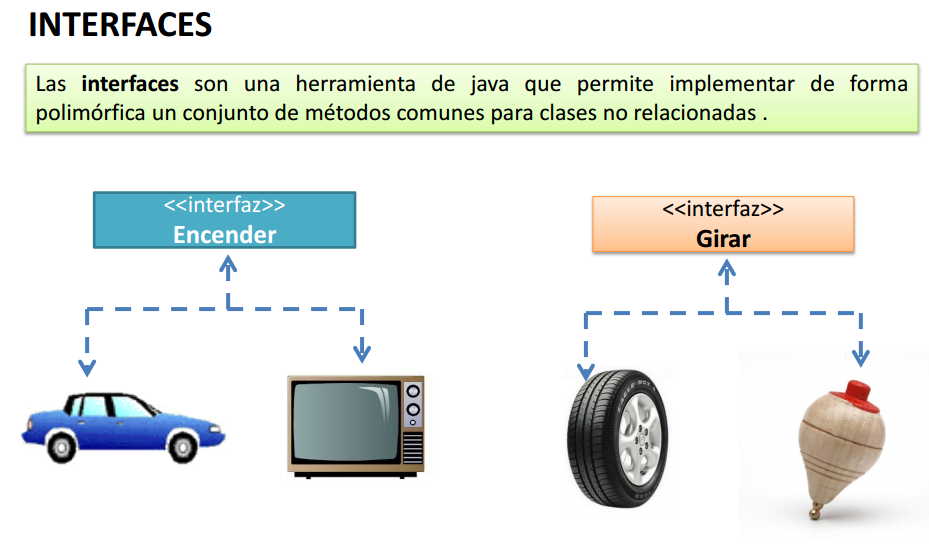 INTERFACES
Las interfaces son una herramienta de java que permite implementar de forma
polimórfica un conjunto de métodos comunes para clases no relacionadas .
<<interfaz>>
Encender
<<interfaz>>
Girar